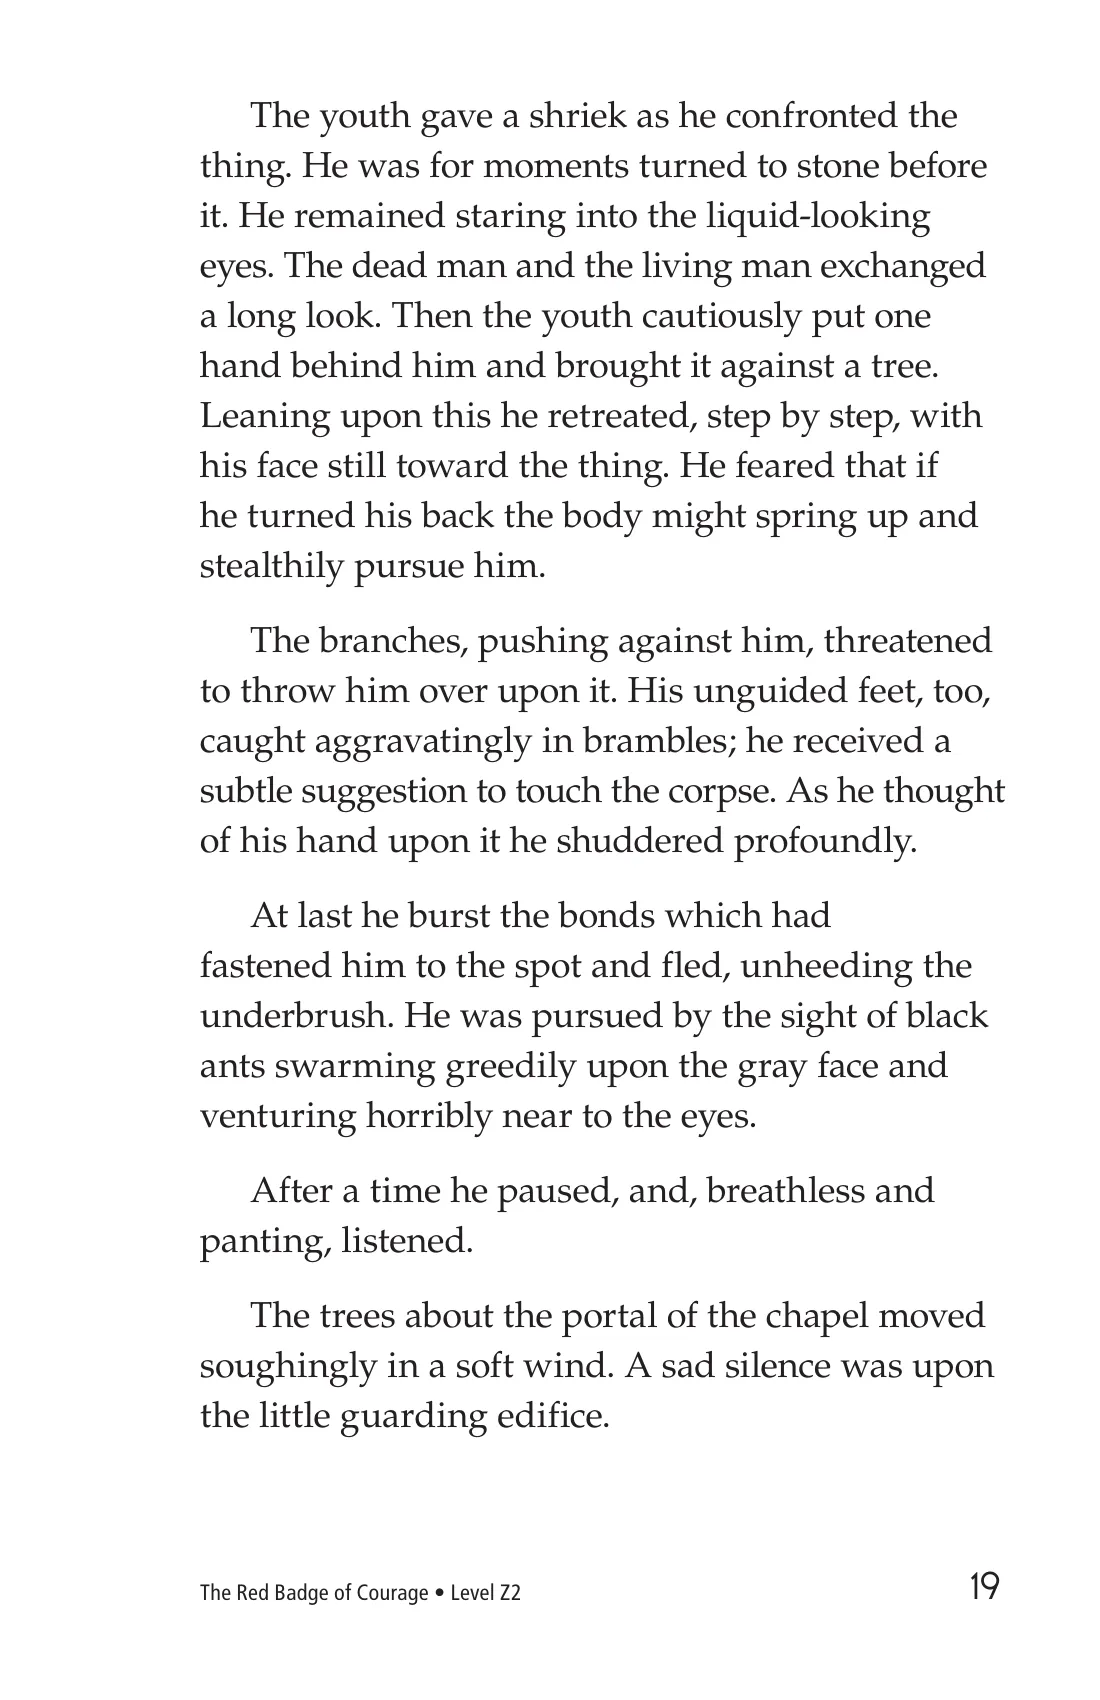 The youth gave a shriek as he confronted the
thing. He was for moments turned to stone before
it. He remained staring into the liquid-looking
eyes. The dead man and the living man exchanged
a long look. Then the youth cautiously put one
hand behind him and brought it against a tree.
Leaning upon this he retreated, step by step, with
his face still toward the thing. He feared that if
he turned his back the body might spring up and
stealthily pursue him.
The branches, pushing against him, threatened
to throw him over upon it. His unguided feet, too,
caught aggravatingly in brambles; he received a
subtle suggestion to touch the corpse. As he thought
of his hand upon it he shuddered profoundly.
At last he burst the bonds which had
fastened him to the spot and fled, unheeding the
underbrush. He was pursued by the sight of black
ants swarming greedily upon the gray face and
venturing horribly near to the eyes.
After a time he paused, and, breathless and
panting, listened.
The trees about the portal of the chapel moved
soughingly in a soft wind. A sad silence was upon
the little guarding edifice.
The Red Badge of Courage • Level Z2
19